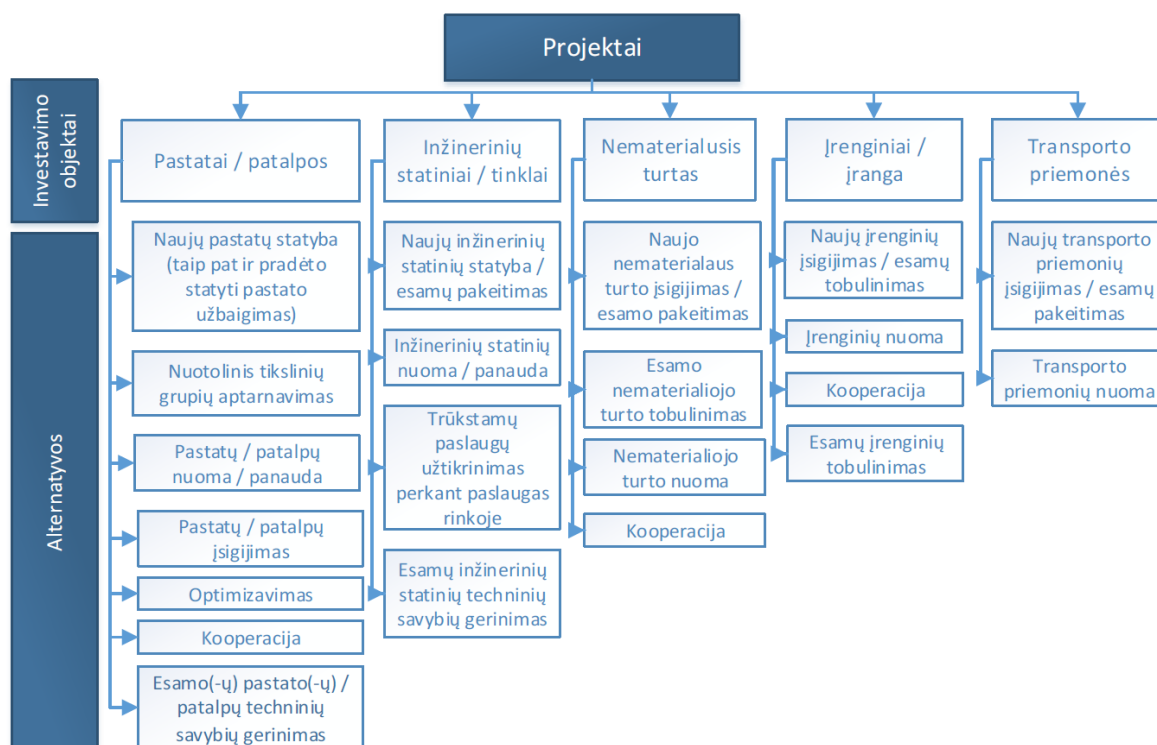 Projektai
Investavimo
objektai
Pastatai / patalpos
Inžinerinių
statiniai / tinklai
Nematerialusis
turtas
Įrenginiai /
įranga
Transporto
priemonės
Alternatyvos
Naujų pastatų statyba
(taip pat ir pradėto
statyti pastato
užbaigimas)
Nuotolinis tikslinių
grupių aptarnavimas
Pastatų / patalpų
nuoma / panauda
Pastatų / patalpų
įsigijimas
Optimizavimas
Kooperacija
Esamo(-ų) pastato(-ų) /
patalpų techninių
savybių gerinimas
Naujų inžinerinių
statinių statyba /
esamų pakeitimas
Inžinerinių statinių
nuoma / panauda
Trūkstamų
paslaugų
užtikrinimas
perkant paslaugas
rinkoje
Esamų inžinerinių
statinių techninių
savybių gerinimas
Naujo
nematerialaus
turto įsigijimas /
esamo pakeitimas
Esamo
nematerialiojo
turto tobulinimas
Nematerialiojo
turto nuoma
Kooperacija
Naujų įrenginių
įsigijimas / esamų
tobulinimas
Įrenginių nuoma
Kooperacija
Esamų įrenginių
tobulinimas
Naujų transporto
priemonių
įsigijimas / esamų
pakeitimas
Transporto
priemonių nuoma